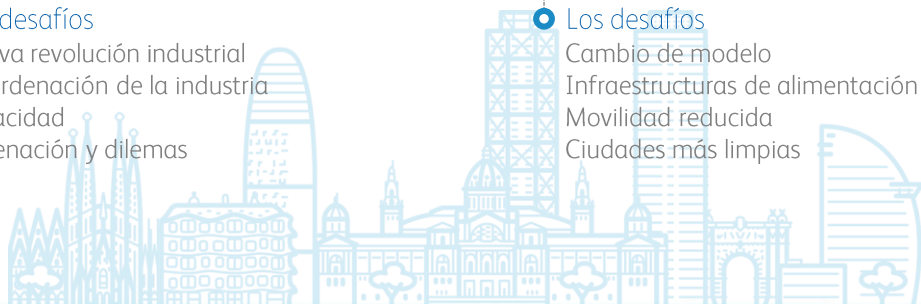 desafíos
va revolución industrial
rdenación de la industria
acidad
enación y dilemas
Los desafíos
Cambio de modelo
Infraestructuras de alimentación
Movilidad reducida
Ciudades más limpias